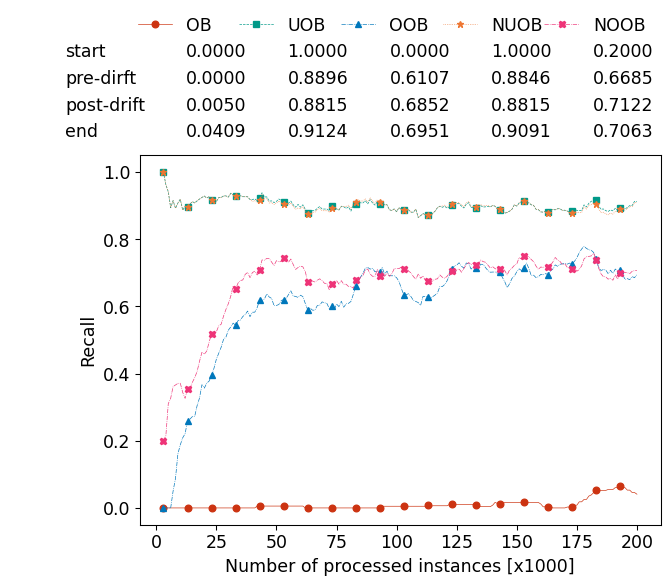 OB UOB OOB NUOB NOOB
start 0.0000 1.0000 0.0000 1.0000 0.2000
pre-dirft 0.0000 0.8896 0.6107 0.8846 0.6685
post-drift 0.0050 0.8815 0.6852 0.8815 0.7122
end 0.0409 0.9124 0.6951 0.9091 0.7063
1.0
0.8
0.6
0.4
0.2
0.0
Recall
0 25 50 75 100 125 150 175 200
Number of processed instances [x1000]